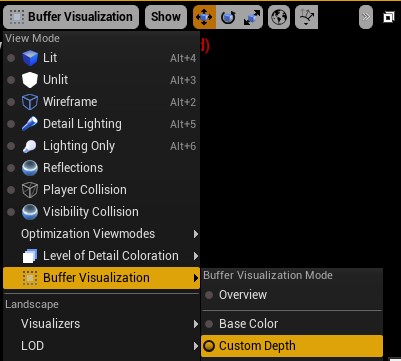 Buffer Visualization Show
View Mode
Lit Alt+4
Unlit Alt+3
Wireframe Alt+2
Detail Lighting Alt+5
Lighting Only Alt+6
Reflections
Player Collision
Visibility Collision
Optimization Viewmodes
Level of Detail Coloration
Buffer Visualization
Buffer Visualization Mode
Overview
Landscape
Visualizers
Base Color
LOD
Custom Depth